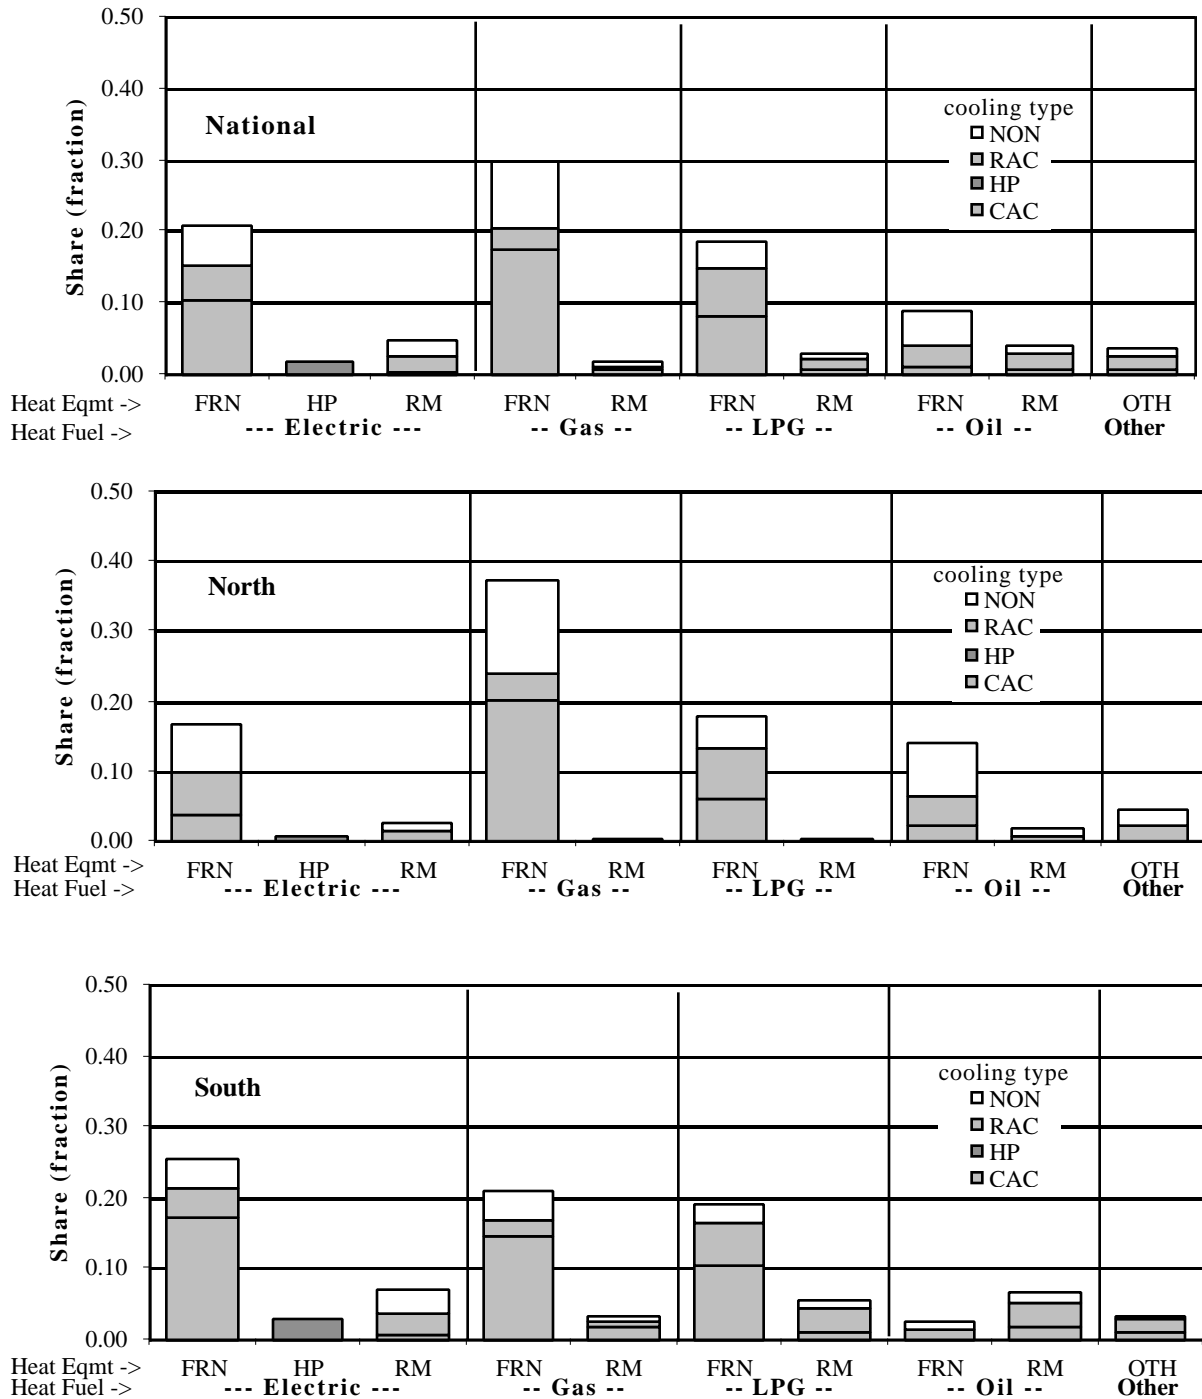 0.50
0.40
0.30
0.20
0.10
0.00
Share (fraction)
National
cooling type
NON
RAC
HP
CAC
Heat Eqmt -> FRN HP RM FRN RM FRN RM FRN RM OTH
Heat Fuel -> --- Electric --- -- Gas -- -- LPG -- -- Oil -- Other
0.50
0.40
0.30
0.20
0.10
0.00
Share (fraction)
North
cooling type
NON
RAC
HP
CAC
Heat Eqmt -> FRN HP RM FRN RM FRN RM FRN RM OTH
Heat Fuel -> --- Electric --- -- Gas -- -- LPG -- -- Oil -- Other
0.50
0.40
0.30
0.20
0.10
0.00
Share (fraction)
South
cooling type
NON
RAC
HP
CAC
Heat Eqmt -> FRN HP RM FRN RM FRN RM FRN RM OTH
Heat Fuel -> --- Electric --- -- Gas -- -- LPG -- -- Oil -- Other